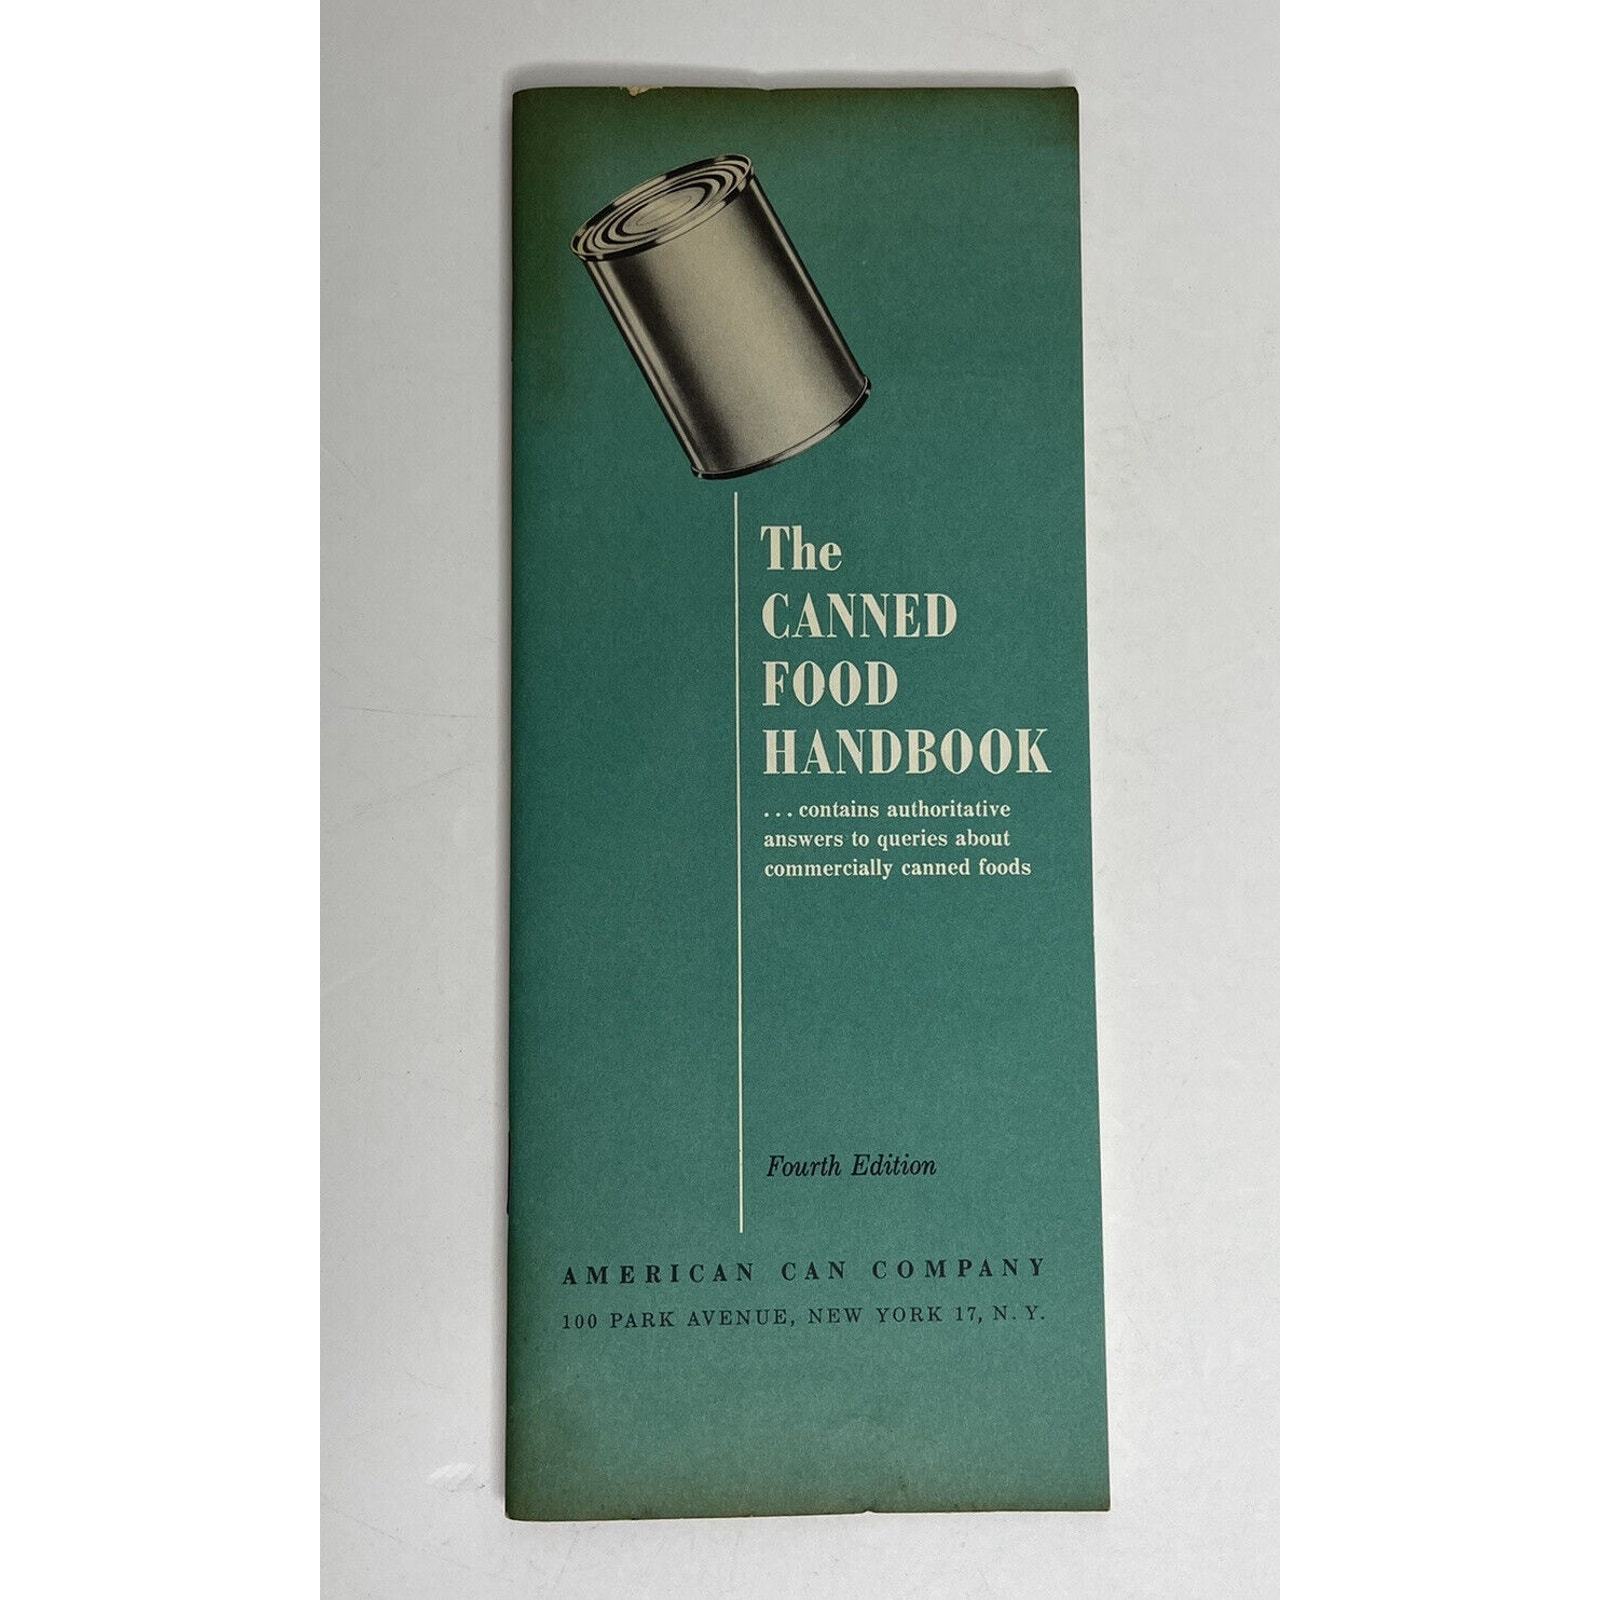 The
CANNED
FOOD
HANDBOOK
...contains authoritative
answers to queries about
commercially canned foods
Fourth Edition
AMERICAN CAN COMPANY
100 PARK AVENUE, NEW YORK 17, N. Y.